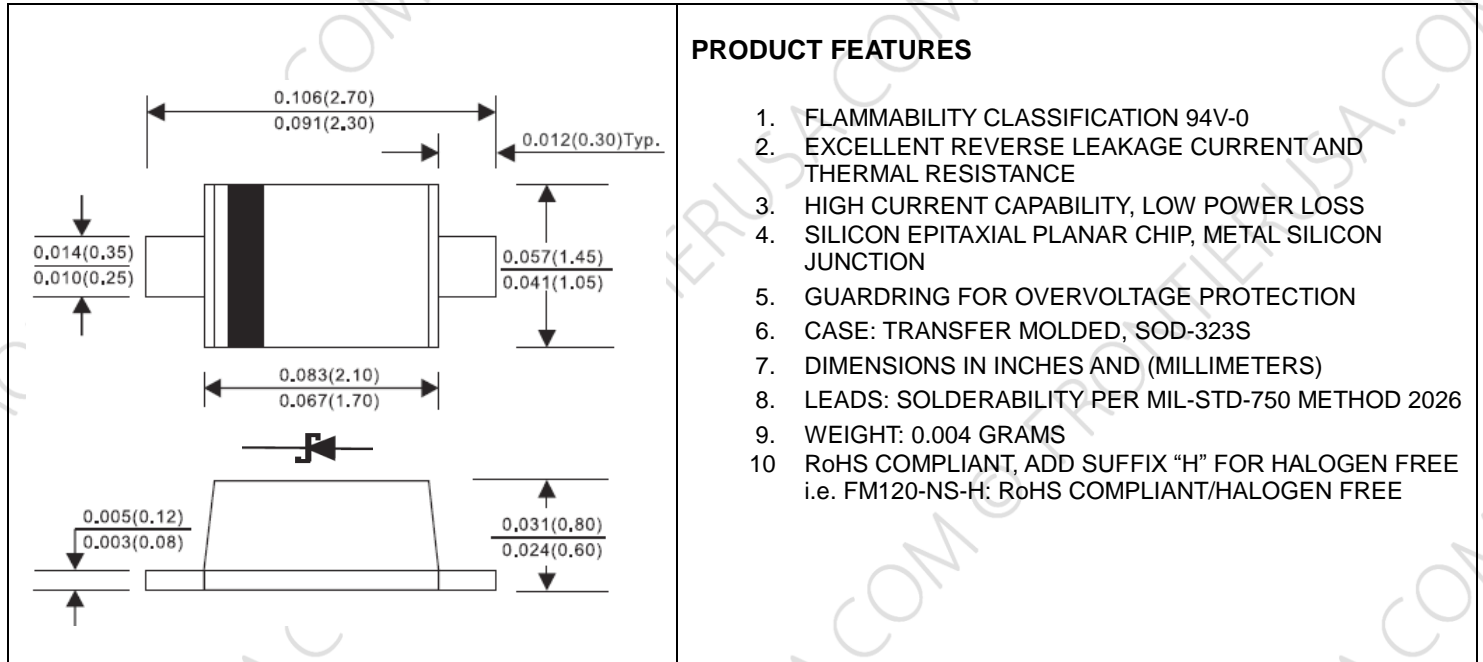 0.106(2.70)
0.091(2.30)
0.012(0.30)Typ.
0.014(0.35)
0.010(0.25)
0.057(1.45)
0.041(1.05)
0.083(2.10)
0.067(1.70)
0.005(0.12)
0.003(0.08)
0.031(0.80)
0.024(0.60)
PRODUCT FEATURES
1. FLAMMABILITY CLASSIFICATION 94V-0
2. EXCELLENT REVERSE LEAKAGE CURRENT AND
THERMAL RESISTANCE
3. HIGH CURRENT CAPABILITY, LOW POWER LOSS
4. SILICON EPITAXIAL PLANAR CHIP, METAL SILICON
JUNCTION
5. GUARDRING FOR OVERVOLTAGE PROTECTION
6. CASE: TRANSFER MOLDED, SOD-323S
7. DIMENSIONS IN INCHES AND (MILLIMETERS)
8. LEADS: SOLDERABILITY PER MIL-STD-750 METHOD 2026
9. WEIGHT: 0.004 GRAMS
10 RoHS COMPLIANT, ADD SUFFIX “H” FOR HALOGEN FREE
i.e. FM120-NS-H: RoHS COMPLIANT/HALOGEN FREE